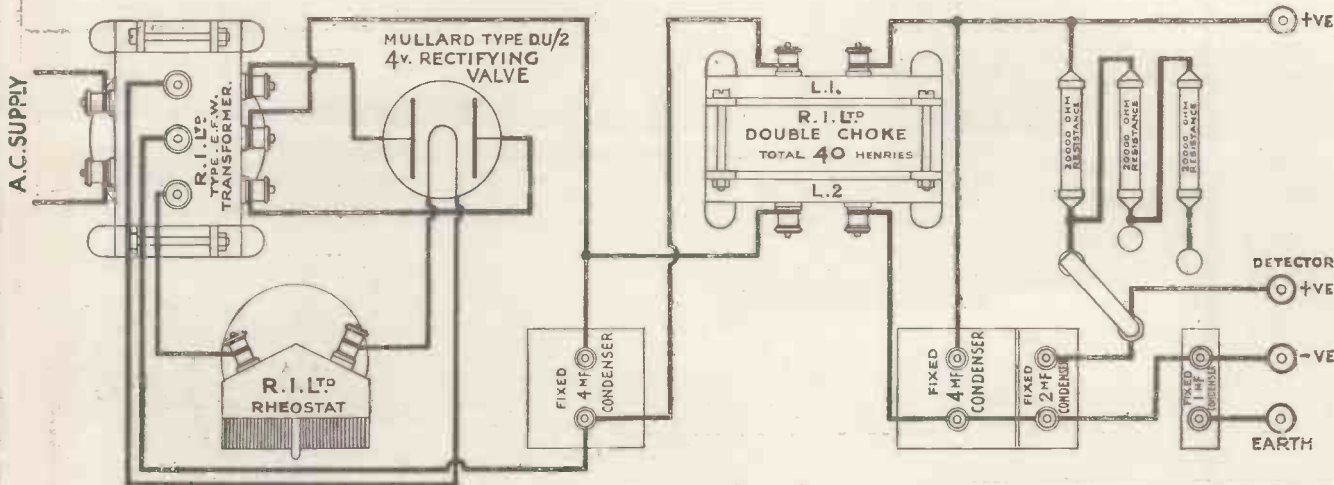 A.C. SUPPLY
R.I. LTD
TYPE E.F.W.
TRANSFORMER.
MULLARD TYPE D.U/2
4v. RECTIFYING
VALVE
R.I. LTD
RHEOSTAT
FIXED
4 MF
CONDENSER
L.1.
R.I. LTD
DOUBLE CHOKE
TOTAL 40 HENRIES
L.2
FIXED
4 MF
CONDENSER
FIXED
2 MF
CONDENSER
20000 OHM
RESISTANCE
20000 OHM
RESISTANCE
20000 OHM
RESISTANCE
+VE
DETECTOR
+VE
-VE
FIXED
1 MF
CONDENSER
EARTH